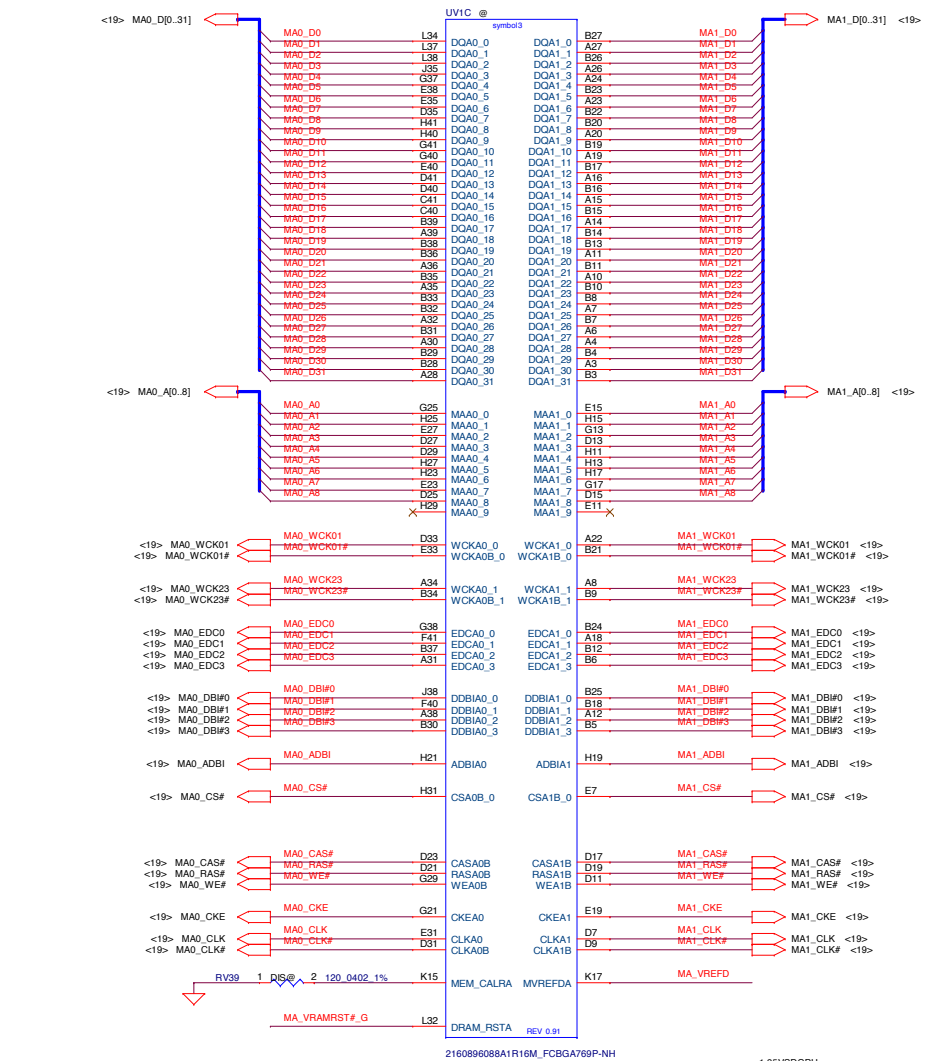 UV1C @
<19> MA0_D[0..31] symbol3 MA1_D[0..31] <19>
MA0_D0 L34 DQA0_0 DQA1_0 B27 MA1_D0
MA0_D1 L37 DQA0_1 DQA1_1 A27 MA1_D1
MA0_D2 L38 DQA0_2 DQA1_2 B26 MA1_D2
MA0_D3 J35 DQA0_3 DQA1_3 A26 MA1_D3
MA0_D4 G37 DQA0_4 DQA1_4 A24 MA1_D4
MA0_D5 E38 DQA0_5 DQA1_5 B23 MA1_D5
MA0_D6 E35 DQA0_6 DQA1_6 A23 MA1_D6
MA0_D7 D35 DQA0_7 DQA1_7 B22 MA1_D7
MA0_D8 H41 DQA0_8 DQA1_8 B20 MA1_D8
MA0_D9 H40 DQA0_9 DQA1_9 A20 MA1_D9
MA0_D10 G41 DQA0_10 DQA1_10 B19 MA1_D10
MA0_D11 G40 DQA0_11 DQA1_11 A19 MA1_D11
MA0_D12 E40 DQA0_12 DQA1_12 B17 MA1_D12
MA0_D13 D41 DQA0_13 DQA1_13 A16 MA1_D13
MA0_D14 D40 DQA0_14 DQA1_14 B16 MA1_D14
MA0_D15 C41 DQA0_15 DQA1_15 A15 MA1_D15
MA0_D16 C40 DQA0_16 DQA1_16 B15 MA1_D16
MA0_D17 B39 DQA0_17 DQA1_17 A14 MA1_D17
MA0_D18 A39 DQA0_18 DQA1_18 B14 MA1_D18
MA0_D19 B38 DQA0_19 DQA1_19 B13 MA1_D19
MA0_D20 B36 DQA0_20 DQA1_20 A11 MA1_D20
MA0_D21 A36 DQA0_21 DQA1_21 B11 MA1_D21
MA0_D22 B35 DQA0_22 DQA1_22 A10 MA1_D22
MA0_D23 A35 DQA0_23 DQA1_23 B10 MA1_D23
MA0_D24 B33 DQA0_24 DQA1_24 B8 MA1_D24
MA0_D25 B32 DQA0_25 DQA1_25 A7 MA1_D25
MA0_D26 A32 DQA0_26 DQA1_26 B7 MA1_D26
MA0_D27 B31 DQA0_27 DQA1_27 A6 MA1_D27
MA0_D28 A30 DQA0_28 DQA1_28 A4 MA1_D28
MA0_D29 B29 DQA0_29 DQA1_29 B4 MA1_D29
MA0_D30 B28 DQA0_30 DQA1_30 A3 MA1_D30
MA0_D31 A28 DQA0_31 DQA1_31 B3 MA1_D31
<19> MA0_A[0..8] MA1_A[0..8] <19>
MA0_A0 G25 MAA0_0 MAA1_0 E15 MA1_A0
MA0_A1 H25 MAA0_1 MAA1_1 H15 MA1_A1
MA0_A2 E27 MAA0_2 MAA1_2 G13 MA1_A2
MA0_A3 D27 MAA0_3 MAA1_3 D13 MA1_A3
MA0_A4 D29 MAA0_4 MAA1_4 H11 MA1_A4
MA0_A5 H27 MAA0_5 MAA1_5 H13 MA1_A5
MA0_A6 H23 MAA0_6 MAA1_6 H17 MA1_A6
MA0_A7 E23 MAA0_7 MAA1_7 G17 MA1_A7
MA0_A8 D25 MAA0_8 MAA1_8 D15 MA1_A8
H29 MAA0_9 MAA1_9 E11
<19> MA0_WCK01 MA0_WCK01 D33 WCKA0_0 WCKA1_0 A22 MA1_WCK01 MA1_WCK01 <19>
<19> MA0_WCK01# MA0_WCK01# E33 WCKA0B_0 WCKA1B_0 B21 MA1_WCK01# MA1_WCK01# <19>
<19> MA0_WCK23 MA0_WCK23 A34 WCKA0_1 WCKA1_1 A8 MA1_WCK23 MA1_WCK23 <19>
<19> MA0_WCK23# MA0_WCK23# B34 WCKA0B_1 WCKA1B_1 B9 MA1_WCK23# MA1_WCK23# <19>
<19> MA0_EDC0 MA0_EDC0 G38 EDCA0_0 EDCA1_0 B24 MA1_EDC0 MA1_EDC0 <19>
<19> MA0_EDC1 MA0_EDC1 F41 EDCA0_1 EDCA1_1 A18 MA1_EDC1 MA1_EDC1 <19>
<19> MA0_EDC2 MA0_EDC2 B37 EDCA0_2 EDCA1_2 B12 MA1_EDC2 MA1_EDC2 <19>
<19> MA0_EDC3 MA0_EDC3 A31 EDCA0_3 EDCA1_3 B6 MA1_EDC3 MA1_EDC3 <19>
<19> MA0_DBI#0 MA0_DBI#0 J38 DDBIA0_0 DDBIA1_0 B25 MA1_DBI#0 MA1_DBI#0 <19>
<19> MA0_DBI#1 MA0_DBI#1 F40 DDBIA0_1 DDBIA1_1 B18 MA1_DBI#1 MA1_DBI#1 <19>
<19> MA0_DBI#2 MA0_DBI#2 A38 DDBIA0_2 DDBIA1_2 A12 MA1_DBI#2 MA1_DBI#2 <19>
<19> MA0_DBI#3 MA0_DBI#3 B30 DDBIA0_3 DDBIA1_3 B5 MA1_DBI#3 MA1_DBI#3 <19>
<19> MA0_ADBI MA0_ADBI H21 ADBIA0 ADBIA1 H19 MA1_ADBI MA1_ADBI <19>
<19> MA0_CS# MA0_CS# H31 CSA0B_0 CSA1B_0 E7 MA1_CS# MA1_CS# <19>
<19> MA0_CAS# MA0_CAS# D23 CASA0B CASA1B D17 MA1_CAS# MA1_CAS# <19>
<19> MA0_RAS# MA0_RAS# D21 RASA0B RASA1B D19 MA1_RAS# MA1_RAS# <19>
<19> MA0_WE# MA0_WE# G29 WEA0B WEA1B D11 MA1_WE# MA1_WE# <19>
<19> MA0_CKE MA0_CKE G21 CKEA0 CKEA1 E19 MA1_CKE MA1_CKE <19>
<19> MA0_CLK MA0_CLK E31 CLKA0 CLKA1 D7 MA1_CLK MA1_CLK <19>
<19> MA0_CLK# MA0_CLK# D31 CLKA0B CLKA1B D9 MA1_CLK# MA1_CLK# <19>
RV39 1 DIS@ 2 120_0402_1% K15 MEM_CALRA MVREFDA K17 MA_VREFD
MA_VRAMRST#_G L32 DRAM_RSTA REV 0.91
2160896088A1R16M_FCBGA769P-NH